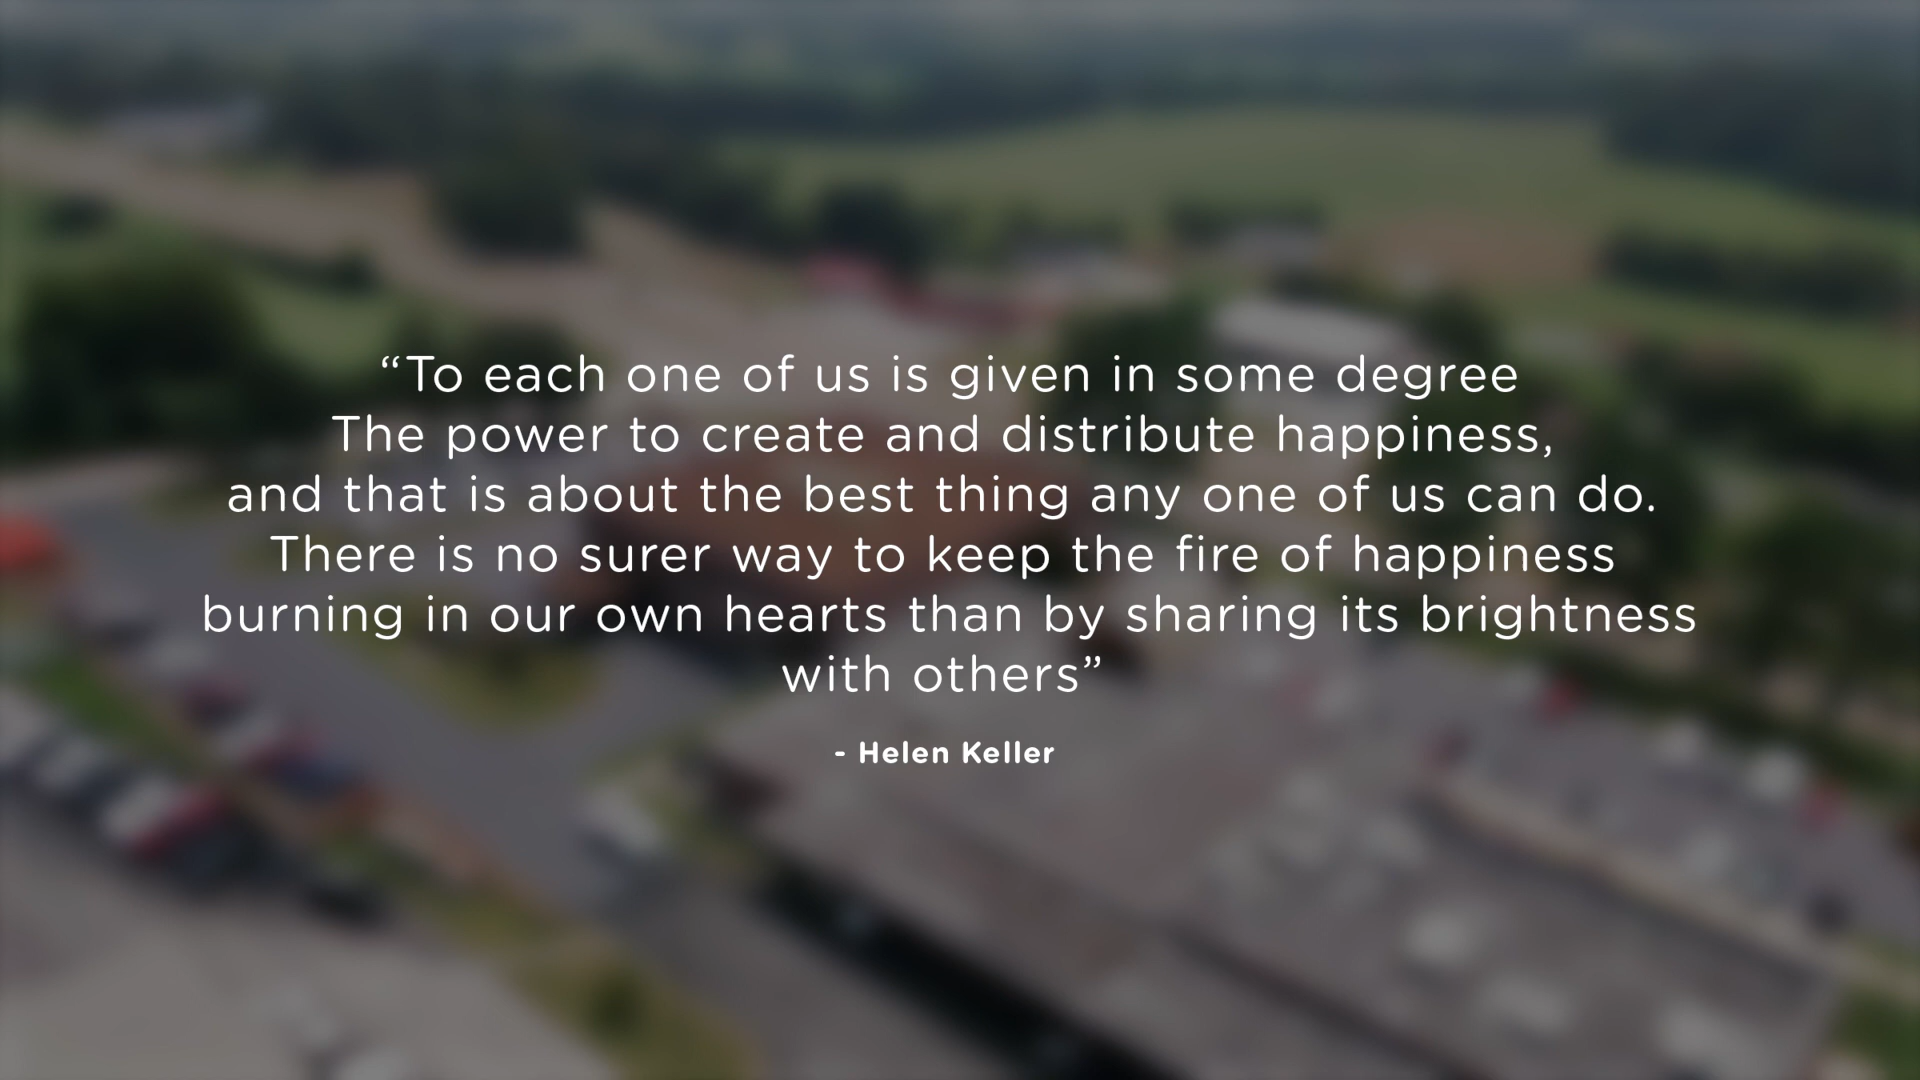 “To each one of us is given in some degree
The power to create and distribute happiness,
and that is about the best thing any one of us can do.
There is no surer way to keep the fire of happiness
burning in our own hearts than by sharing its brightness
with others”
- Helen Keller